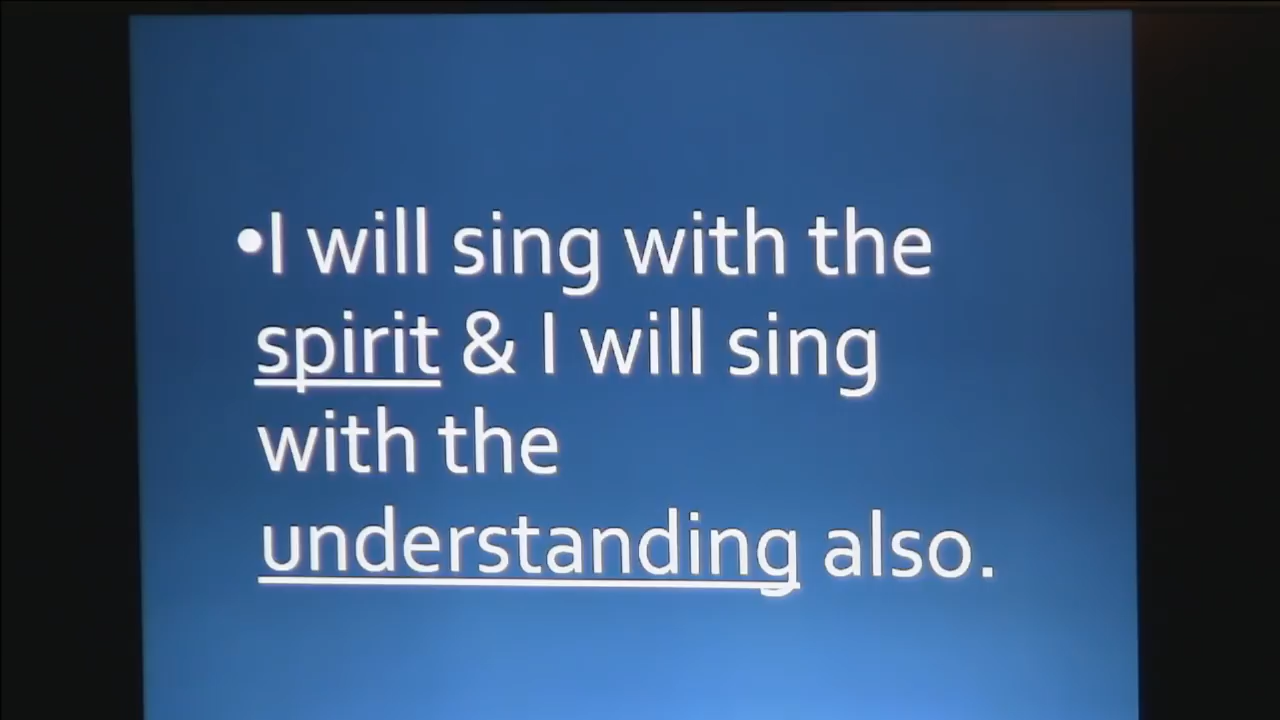 •I will sing with the
spirit & I will sing
with the
understanding also.